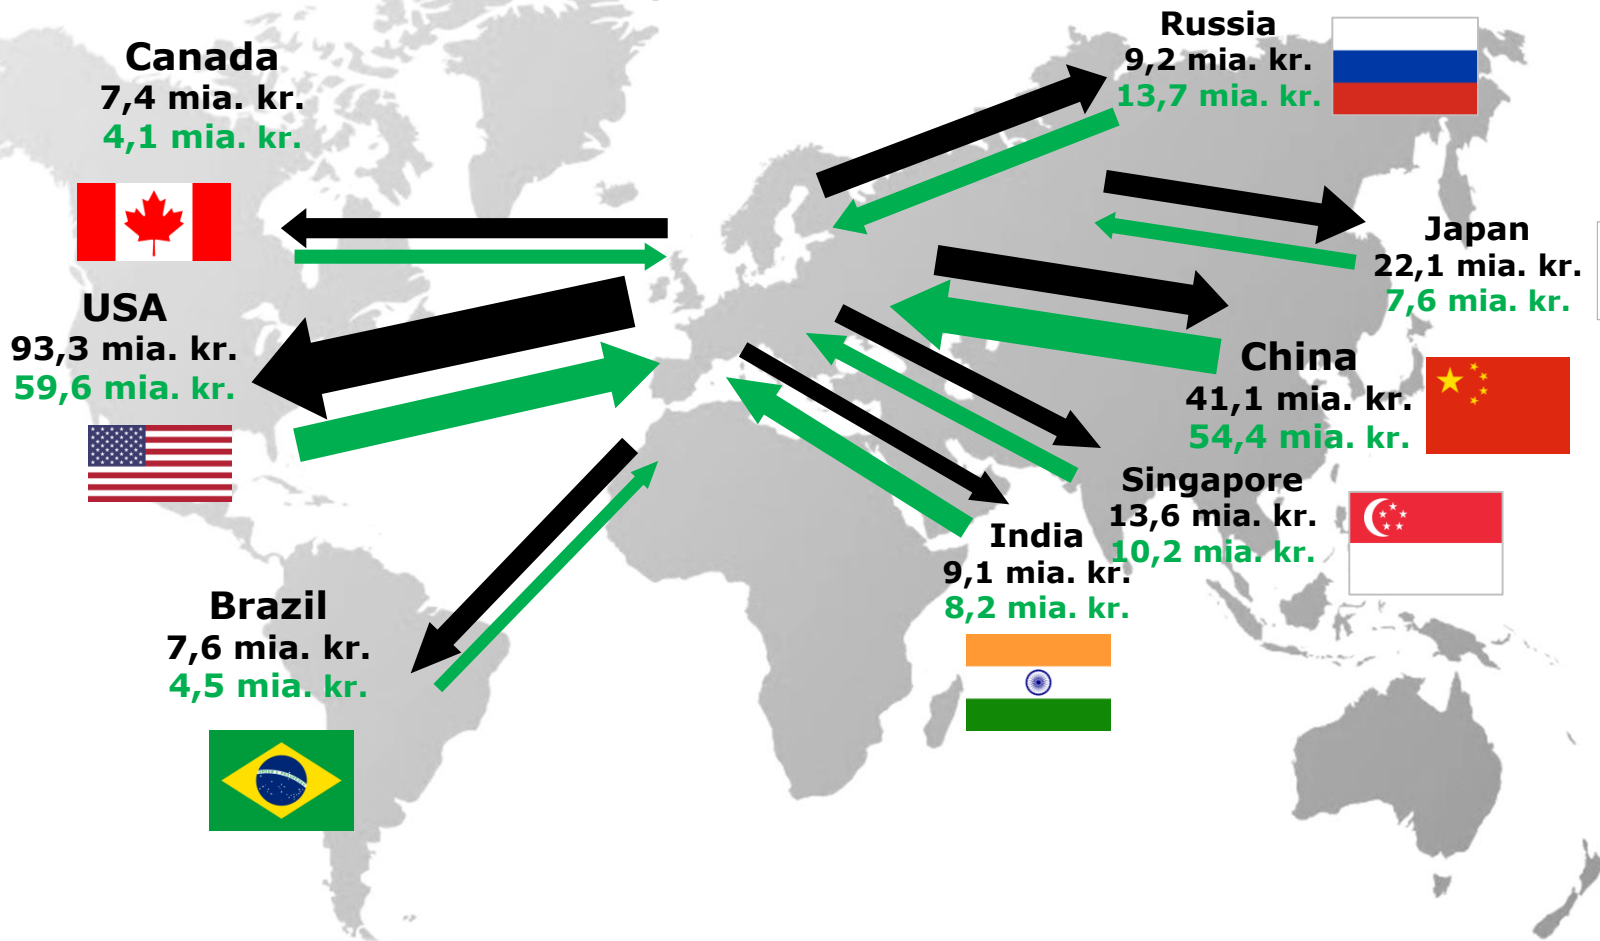 Canada
7,4 mia. kr.
4,1 mia. kr.
USA
93,3 mia. kr.
59,6 mia. kr.
Brazil
7,6 mia. kr.
4,5 mia. kr.
Russia
9,2 mia. kr.
13,7 mia. kr.
Japan
22,1 mia. kr.
7,6 mia. kr.
China
41,1 mia. kr.
54,4 mia. kr.
Singapore
13,6 mia. kr.
10,2 mia. kr.
India
9,1 mia. kr.
8,2 mia. kr.